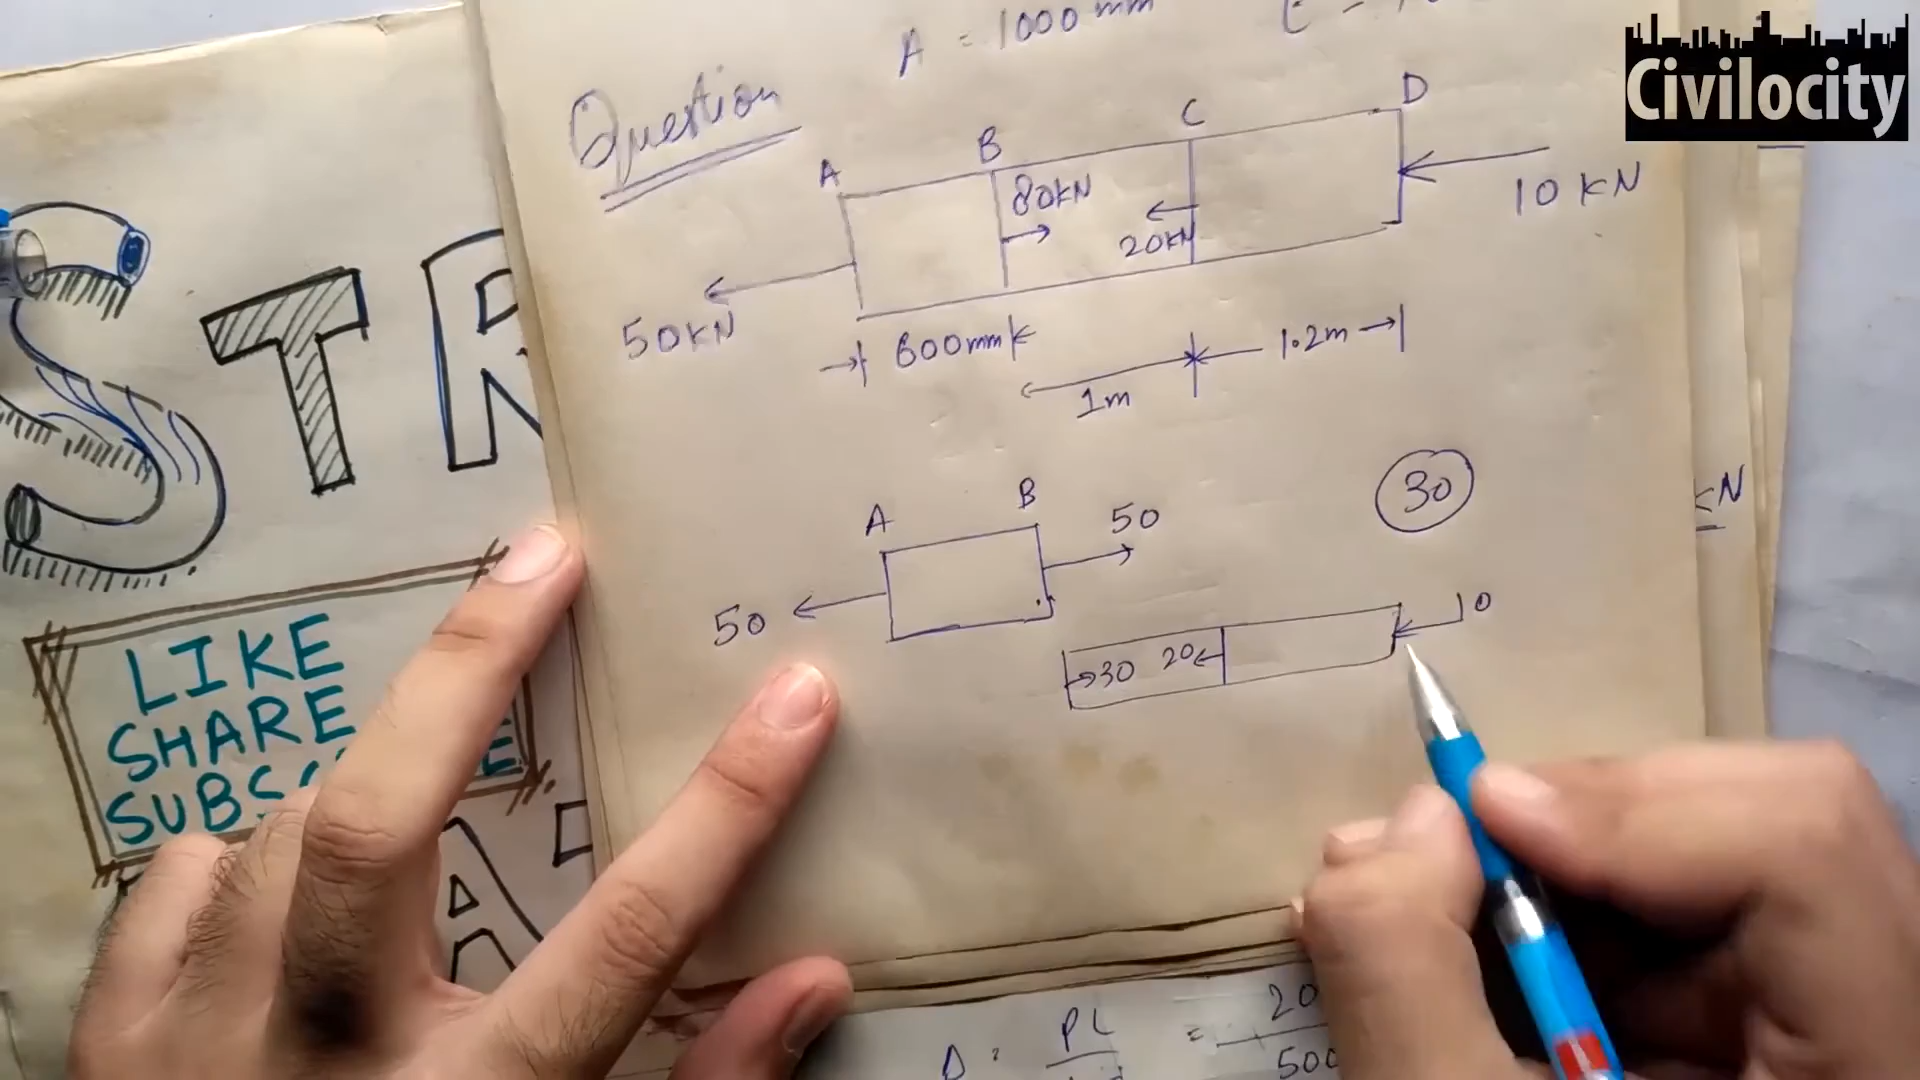 A = 1000 mm
Civilocity
Question
A B C D
80KN
20KN
10 KN
50KN
600mm
1m
1.2m
30
A B
50
50
KN
10
30 20
LIKE
SHARE
STR
PL
=
20
500